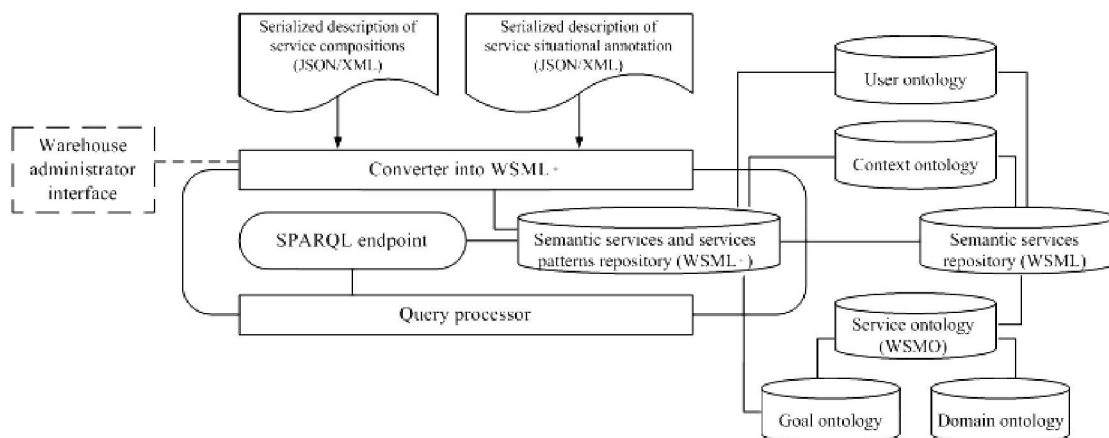 Serialized description of
service compositions
(JSON/XML)
Serialized description of
service situational annotation
(JSON/XML)
User ontology
Warehouse
administrator
interface
Converter into WSML+
Context ontology
SPARQL endpoint
Semantic services and services
patterns repository (WSML+)
Semantic services
repository (WSML)
Query processor
Service ontology
(WSMO)
Goal ontology
Domain ontology